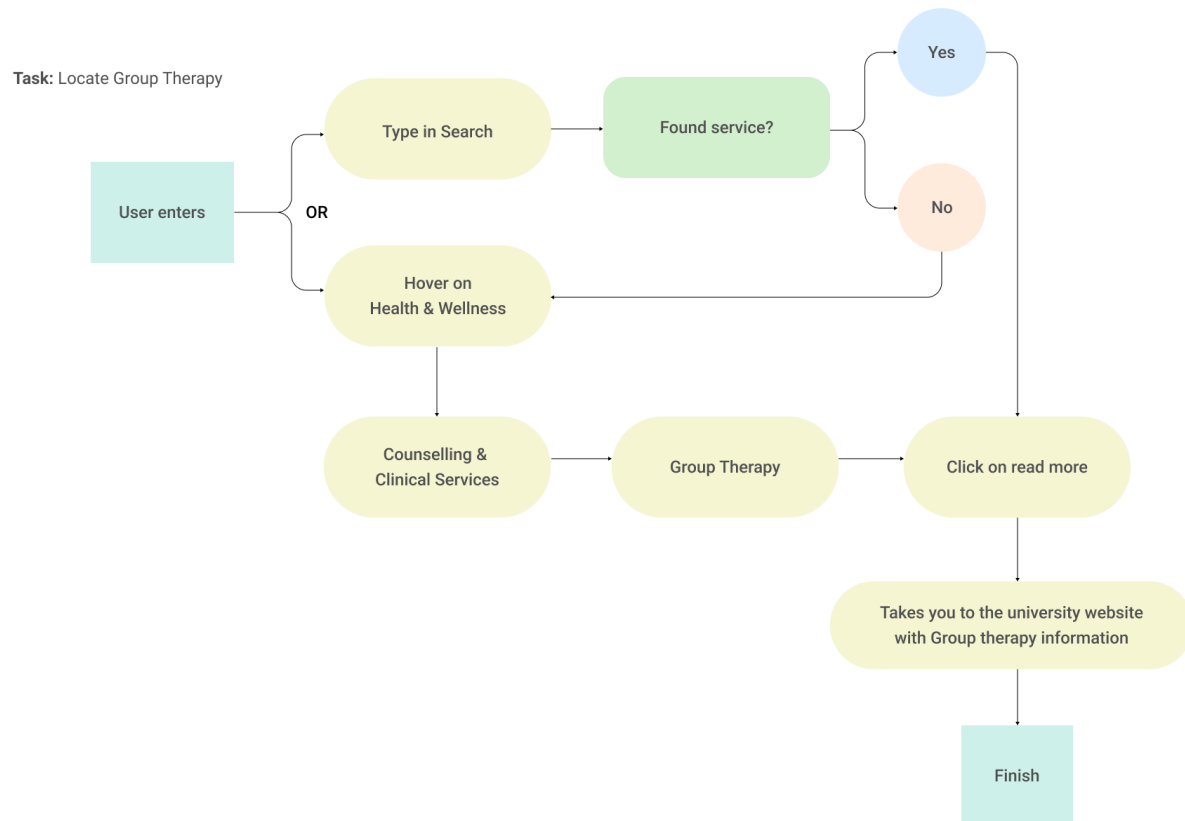 Task: Locate Group Therapy
User enters
OR
Type in Search
Found service?
Yes
No
Hover on
Health & Wellness
Counselling &
Clinical Services
Group Therapy
Click on read more
Takes you to the university website
with Group therapy information
Finish